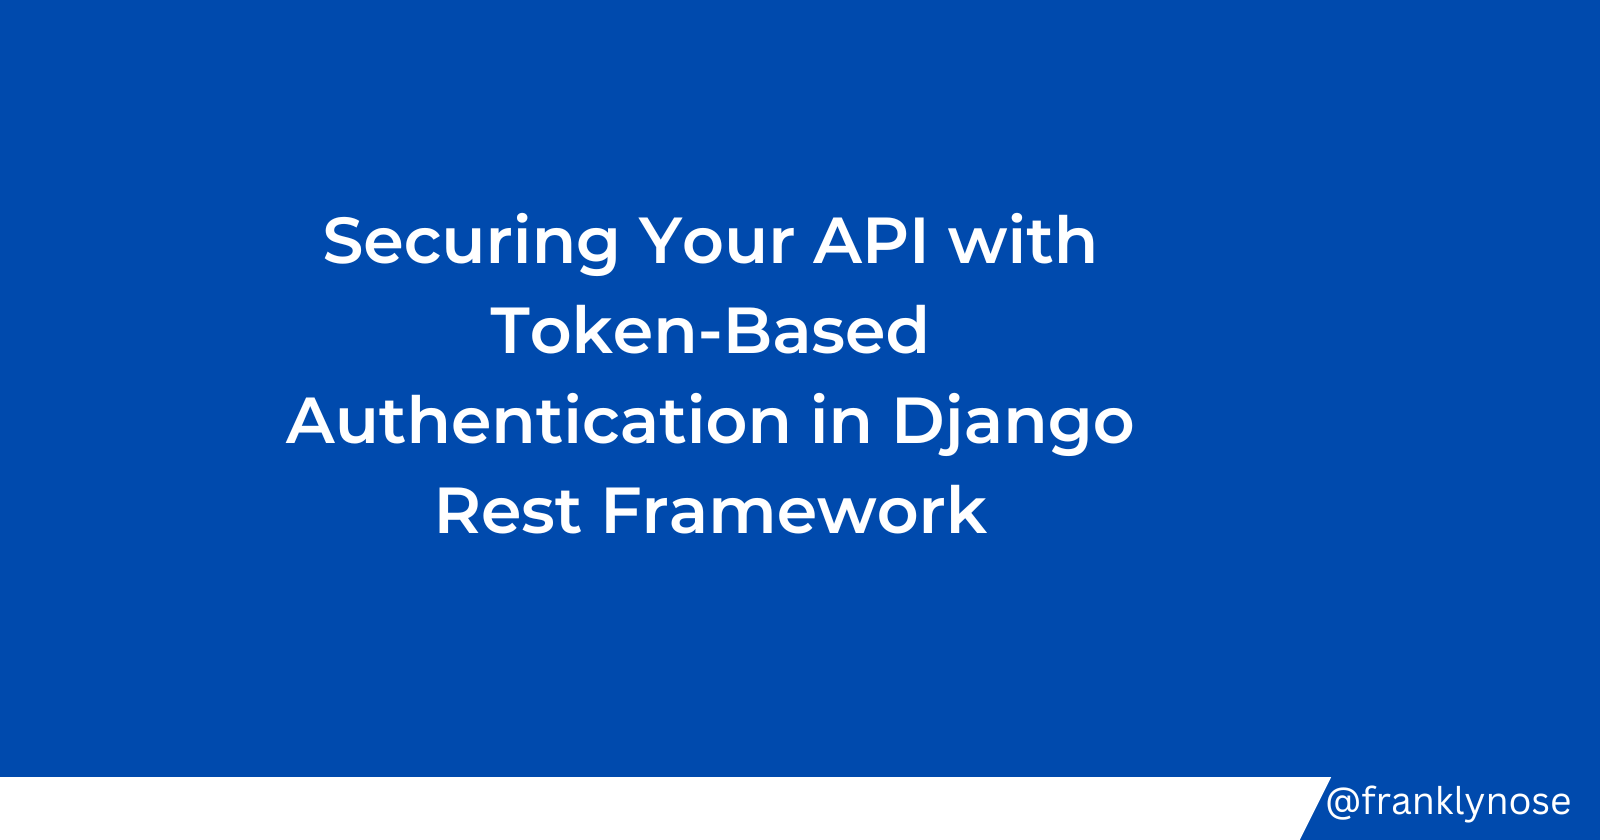 Securing Your API with
Token-Based
Authentication in Django
Rest Framework
@franklynose